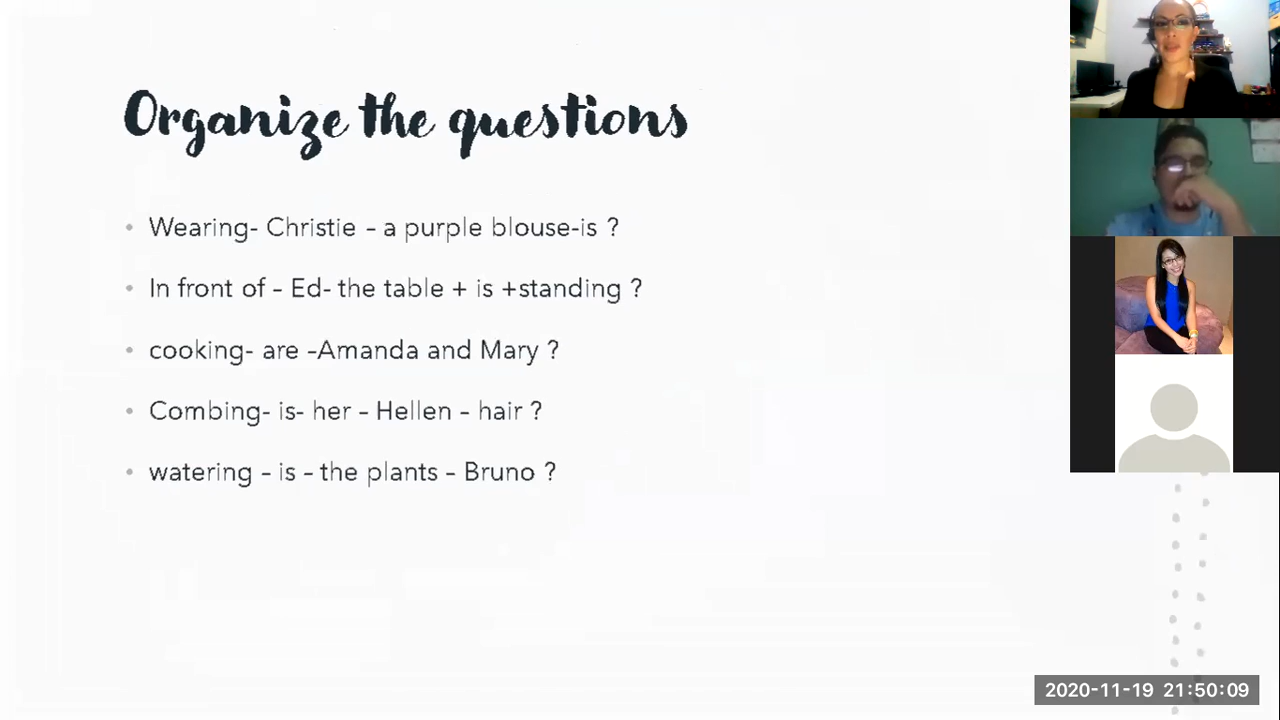 Organize the questions
Wearing- Christie – a purple blouse-is ?
In front of – Ed- the table + is +standing ?
cooking- are –Amanda and Mary ?
Combing- is- her – Hellen – hair ?
watering – is – the plants – Bruno ?
2020-11-19 21:50:09